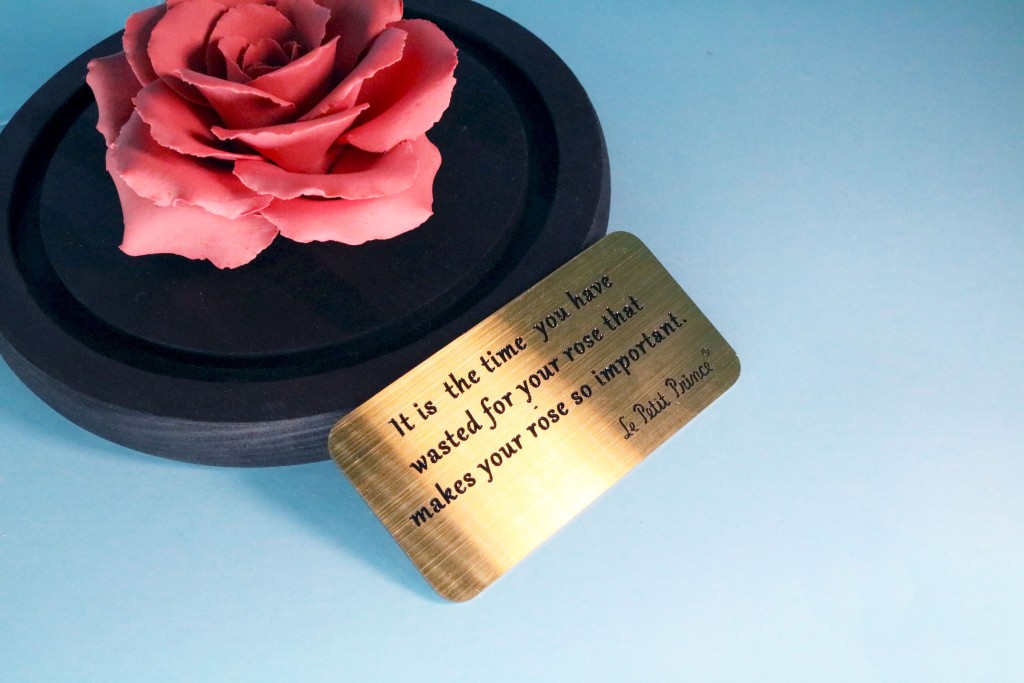 It is the time you have
wasted for your rose that
makes your rose so important.
Le Petit Prince